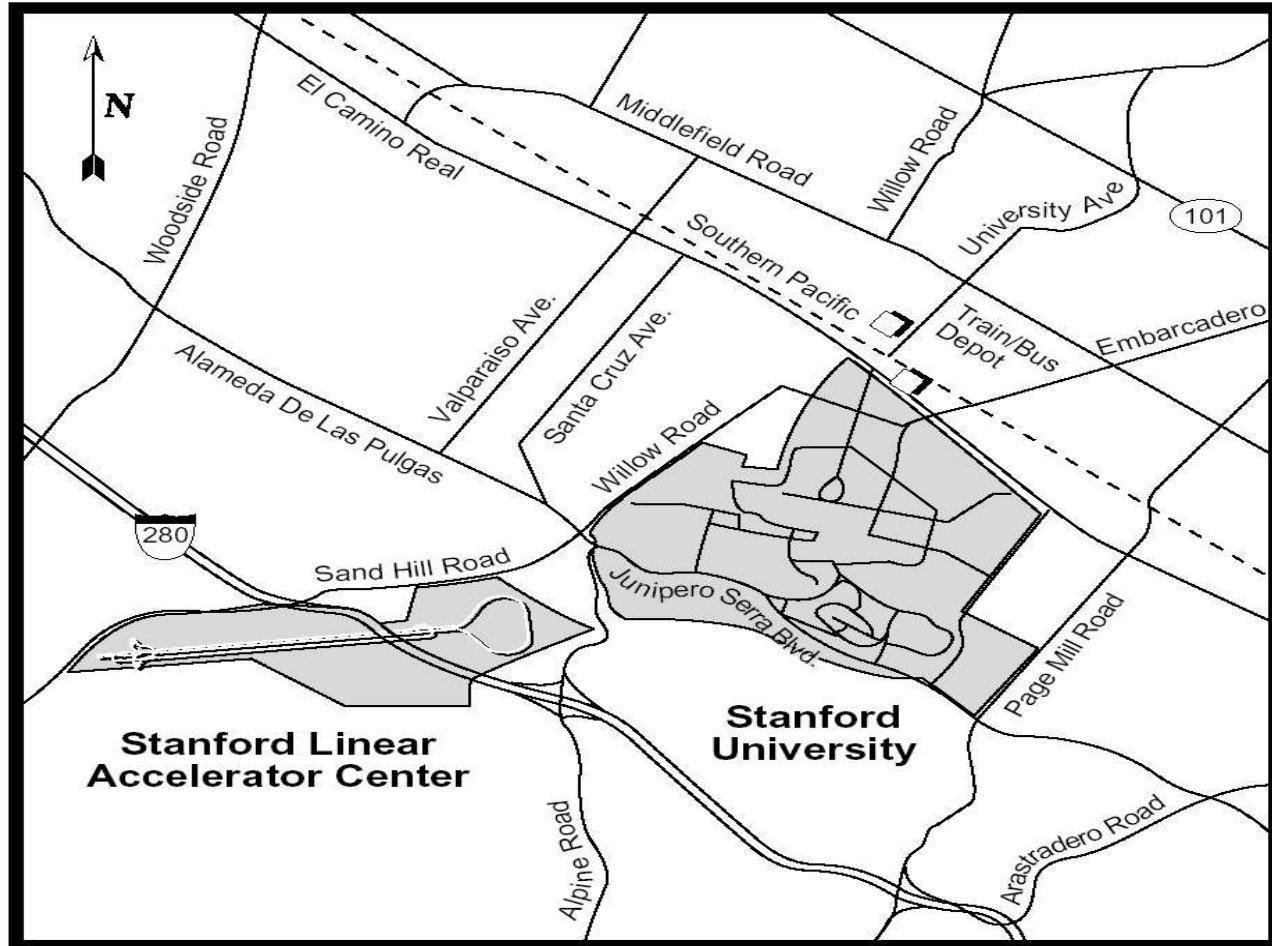 N
El Camino Real
Middlefield Road
Willow Road
Woodside Road
University Ave
101
Southern Pacific
Train/Bus
Depot
Embarcadero
Valparaiso Ave.
Santa Cruz Ave.
Alameda De Las Pulgas
Willow Road
280
Sand Hill Road
Junipero Serra Blvd.
Page Mill Road
Stanford
University
Stanford Linear
Accelerator Center
Alpine Road
Arastradero Road